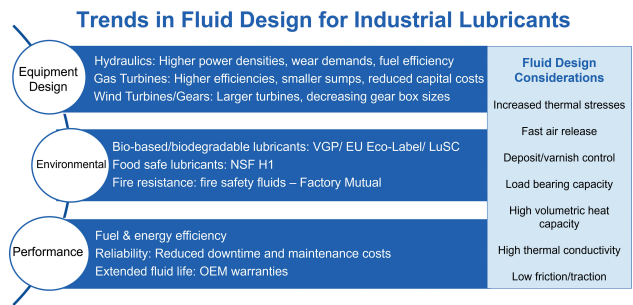 Trends in Fluid Design for Industrial Lubricants
Equipment
Design
Hydraulics: Higher power densities, wear demands, fuel efficiency
Gas Turbines: Higher efficiencies, smaller sumps, reduced capital costs
Wind Turbines/Gears: Larger turbines, decreasing gear box sizes
Environmental
Bio-based/biodegradable lubricants: VGP/ EU Eco-Label/ LuSC
Food safe lubricants: NSF H1
Fire resistance: fire safety fluids – Factory Mutual
Performance
Fuel & energy efficiency
Reliability: Reduced downtime and maintenance costs
Extended fluid life: OEM warranties
Fluid Design
Considerations
Increased thermal stresses
Fast air release
Deposit/varnish control
Load bearing capacity
High volumetric heat
capacity
High thermal conductivity
Low friction/traction